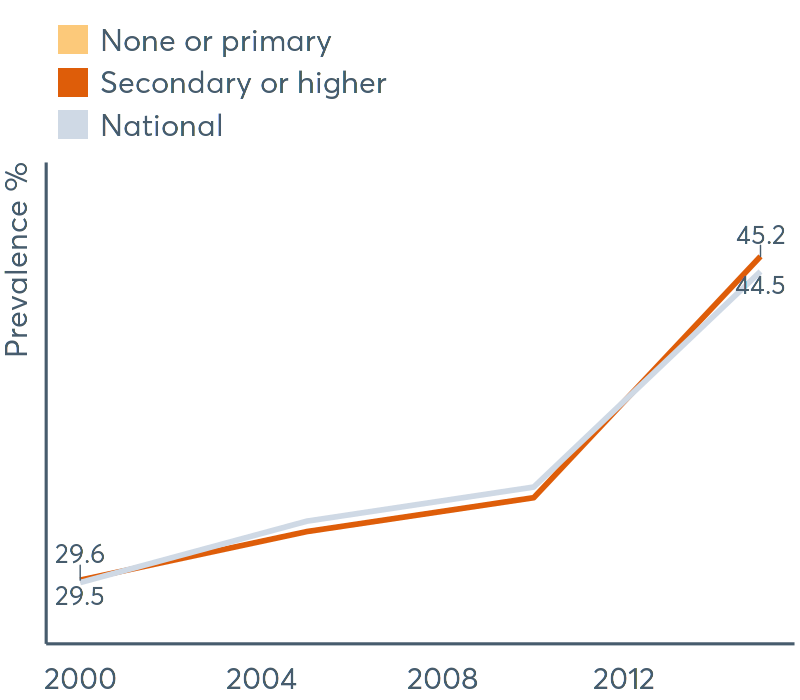 None or primary
Secondary or higher
National
Prevalence %
45.2
44.5
29.6
29.5
2000 2004 2008 2012